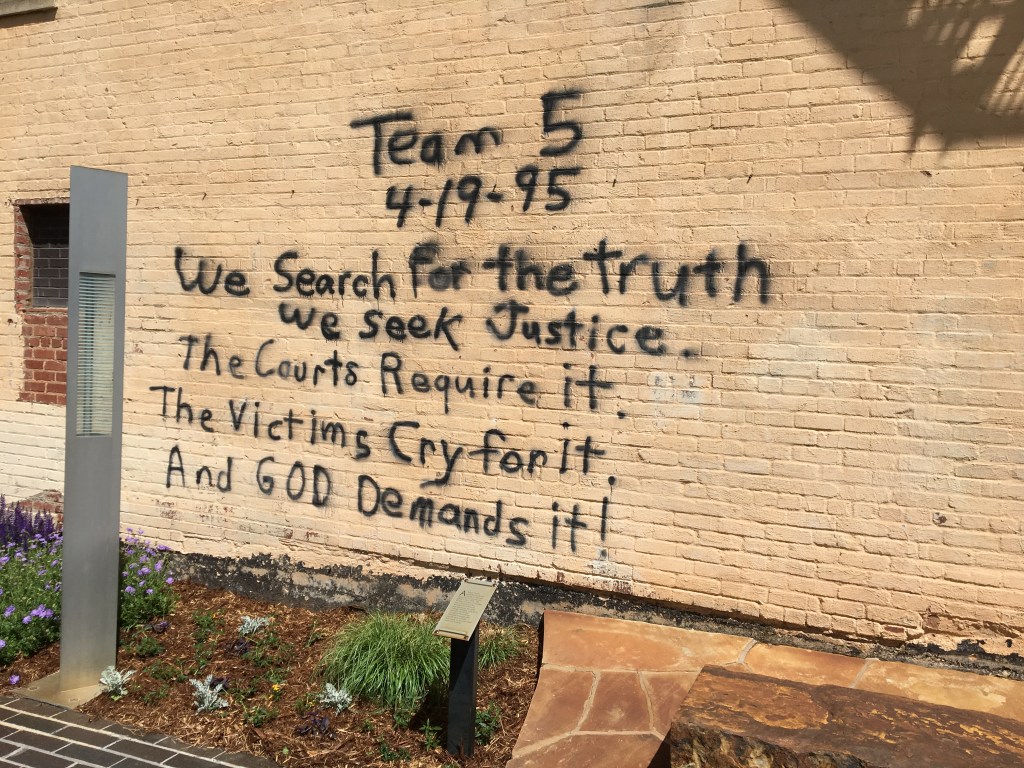 Team 5
4-19-95
We Search for the truth
We seek Justice.
The Courts Require it.
The Victims Cry for it.
And GOD Demands it!